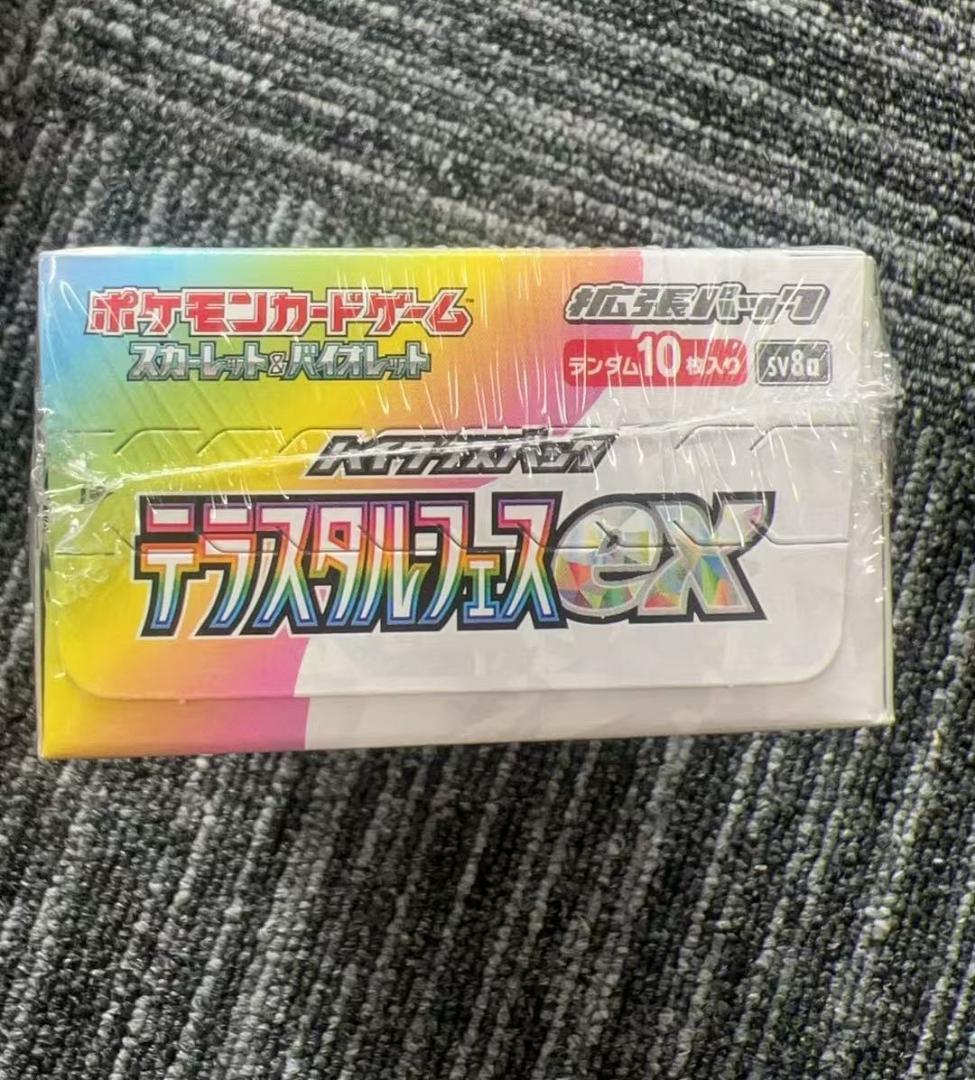 ポケモンカードゲーム™
スカーレット&バイオレット
拡張パック
ランダム10枚入り sv8a
ハイクラスパック
テラスタルフェスex